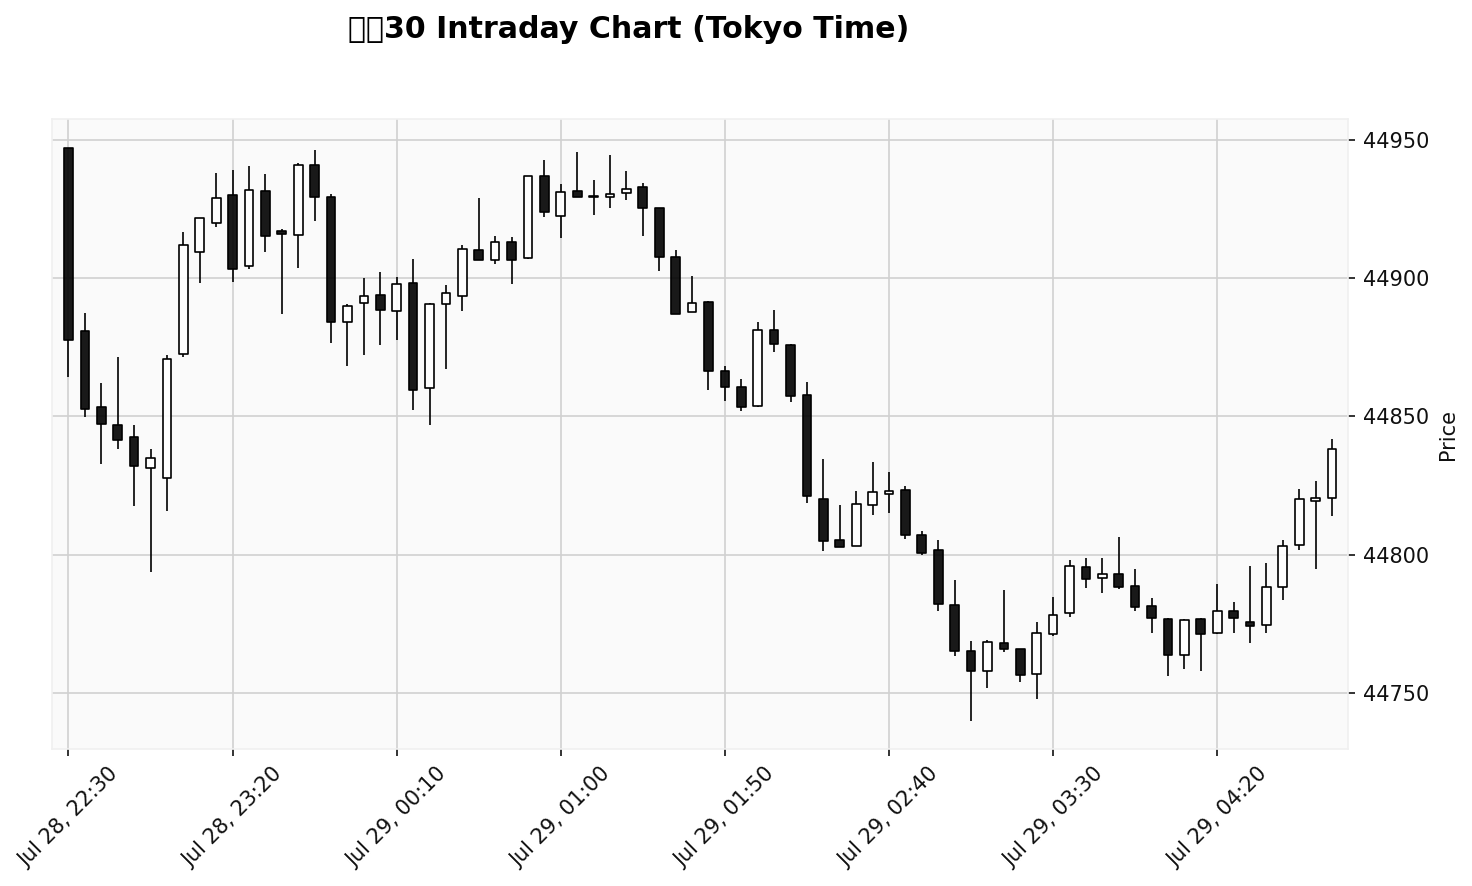 30 Intraday Chart (Tokyo Time)
44950
44900
44850
44800
44750
Price
Jul 28, 22:30
Jul 28, 23:20
Jul 29, 00:10
Jul 29, 01:00
Jul 29, 01:50
Jul 29, 02:40
Jul 29, 03:30
Jul 29, 04:20